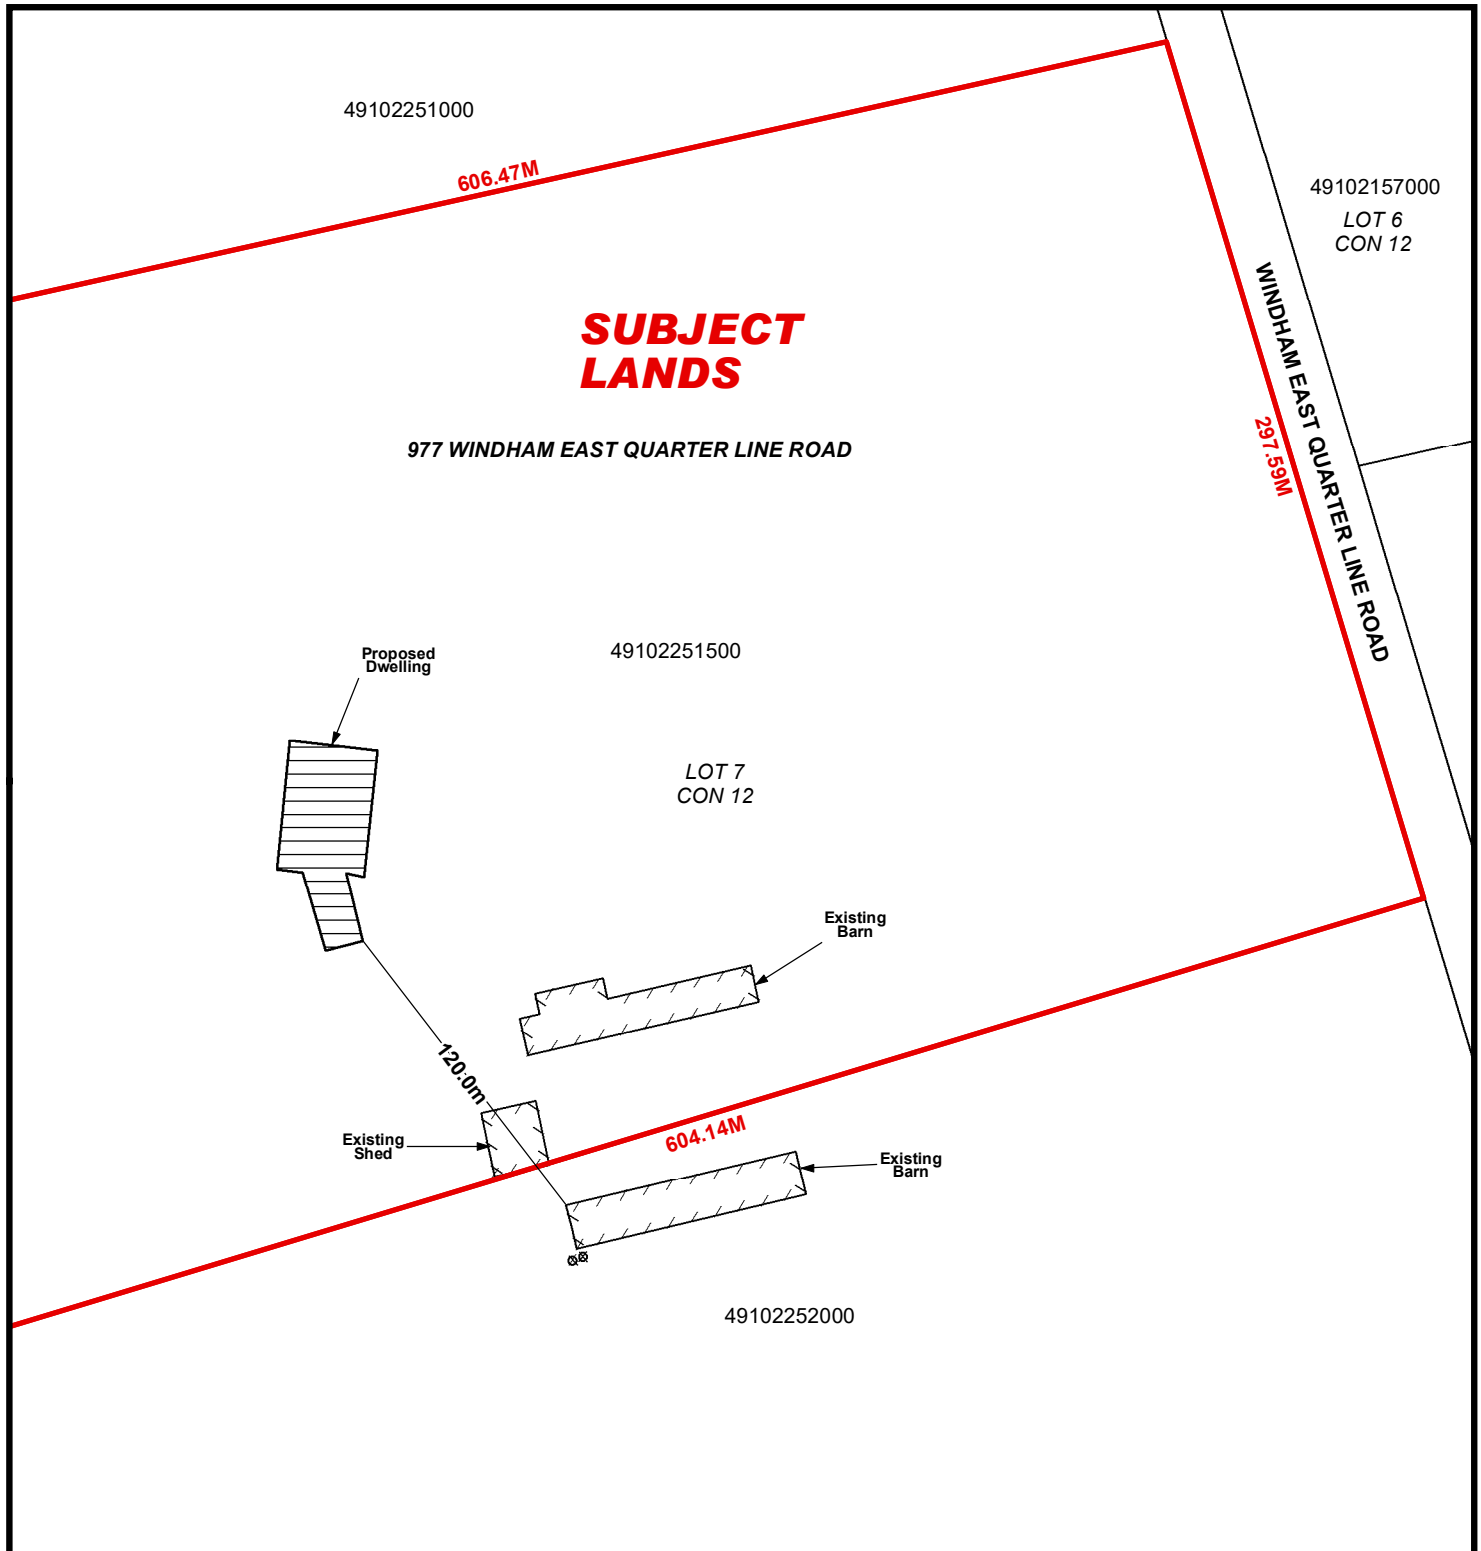 49102251000
606.47M
49102157000
LOT 6
CON 12
SUBJECT
LANDS
WINDHAM EAST QUARTER LINE ROAD
297.59M
977 WINDHAM EAST QUARTER LINE ROAD
Proposed
Dwelling
49102251500
LOT 7
CON 12
Existing
Barn
120.0m
Existing
Shed
604.14M
Existing
Barn
49102252000